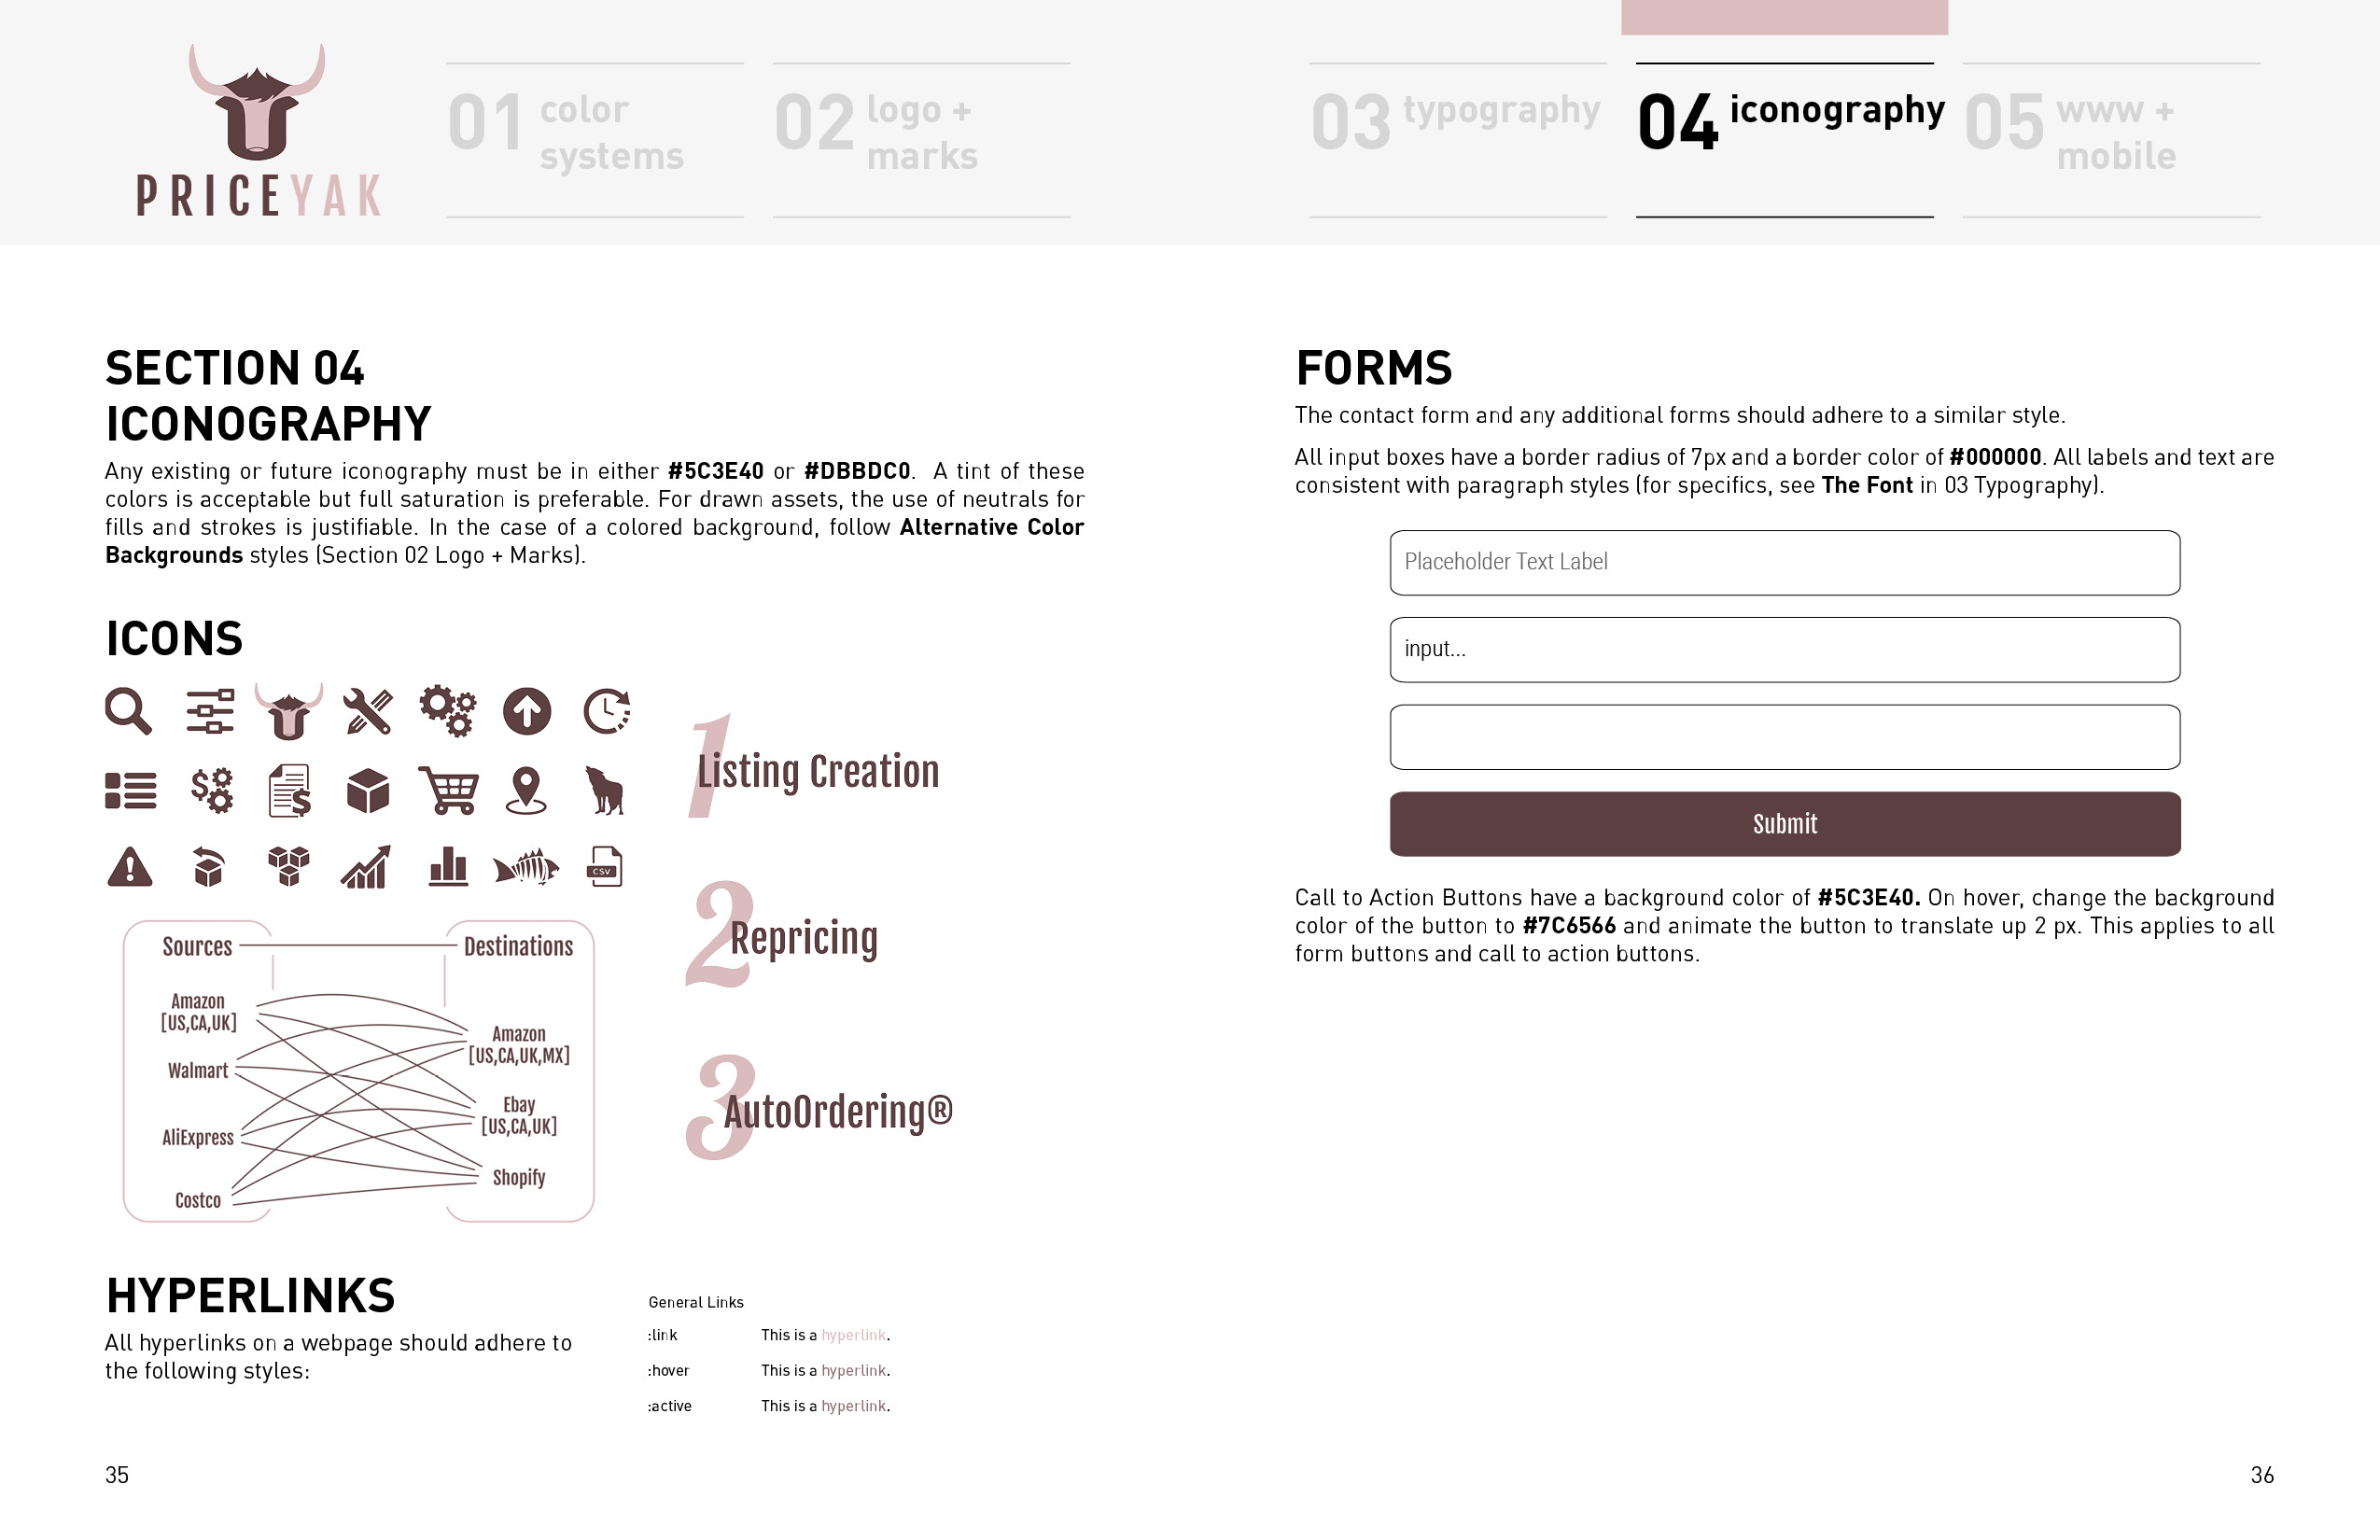 PRICEYAK
01 color
systems
02 logo +
marks
03 typography
04 iconography
05 www +
mobile
SECTION 04
ICONOGRAPHY
Any existing or future iconography must be in either #5C3E40 or #DBBDC0. A tint of these
colors is acceptable but full saturation is preferable. For drawn assets, the use of neutrals for
fills and strokes is justifiable. In the case of a colored background, follow Alternative Color
Backgrounds styles (Section 02 Logo + Marks).
ICONS
$
$
CSV
1 Listing Creation
2 Repricing
3 AutoOrdering®
Sources
Destinations
Amazon
[US,CA,UK]
Walmart
AliExpress
Costco
Amazon
[US,CA,UK,MX]
Ebay
[US,CA,UK]
Shopify
HYPERLINKS
All hyperlinks on a webpage should adhere to
the following styles:
General Links
:link This is a hyperlink.
:hover This is a hyperlink.
:active This is a hyperlink.
35
FORMS
The contact form and any additional forms should adhere to a similar style.
All input boxes have a border radius of 7px and a border color of #000000. All labels and text are
consistent with paragraph styles (for specifics, see The Font in 03 Typography).
Placeholder Text Label
input...
Submit
Call to Action Buttons have a background color of #5C3E40. On hover, change the background
color of the button to #7C6566 and animate the button to translate up 2 px. This applies to all
form buttons and call to action buttons.
36